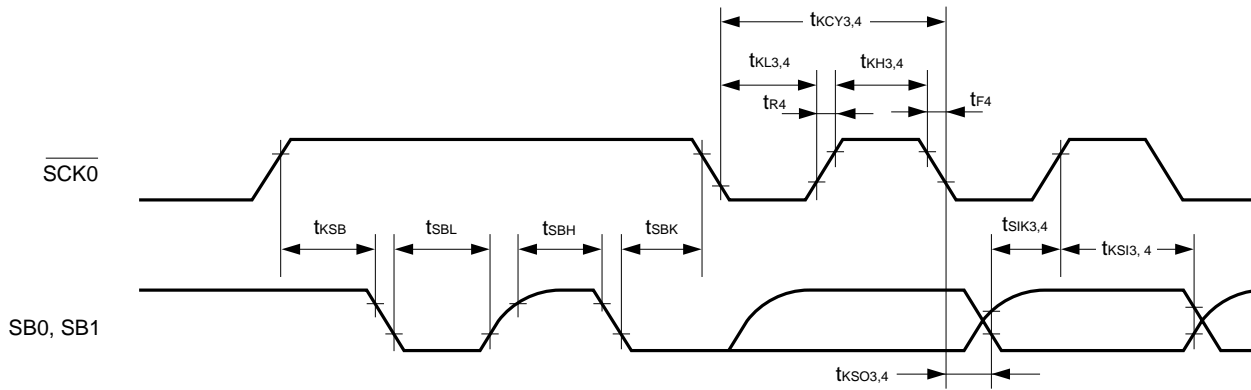 tKCY3,4
tKL3,4
tKH3,4
tR4
tF4
SCK0
tKSB
tSBL
tSBH
tSBK
tSIK3,4
tKSI3, 4
SB0, SB1
tKSO3,4